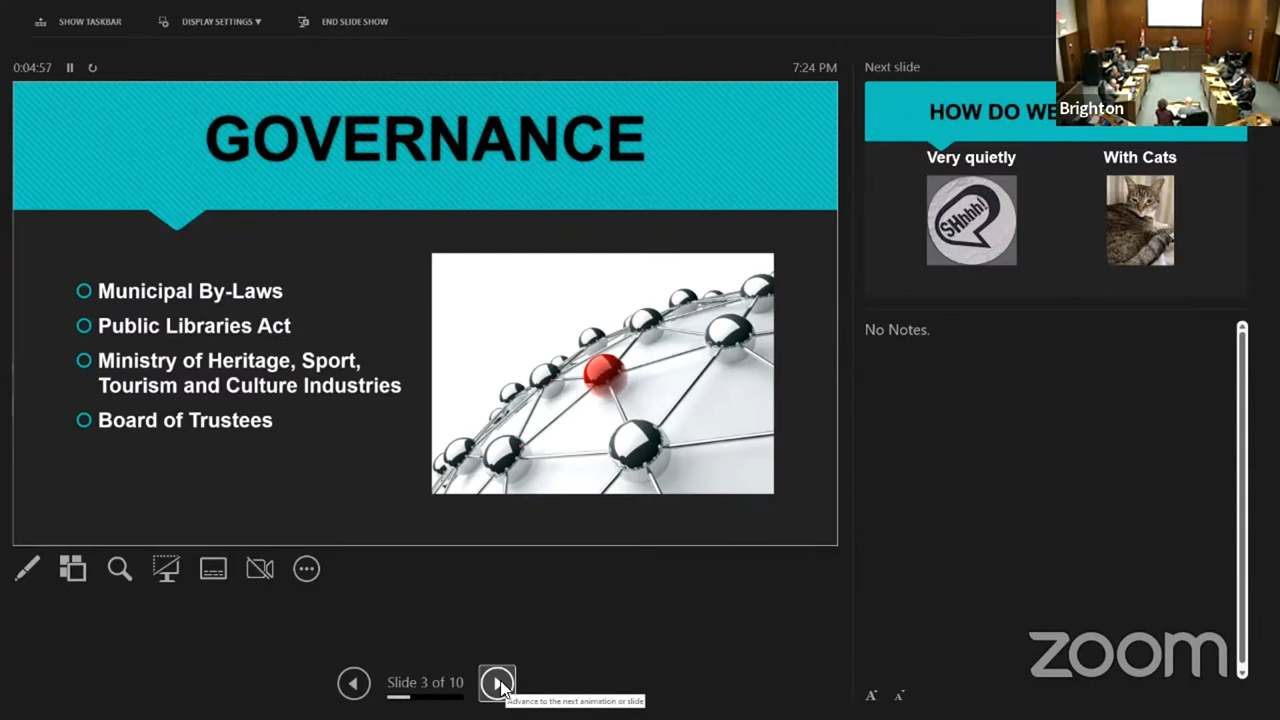 SHOW TASKBAR
DISPLAY SETTINGS ▼
END SLIDE SHOW
0:04:57
7:24 PM
Next slide
GOVERNANCE
Municipal By-Laws
Public Libraries Act
Ministry of Heritage, Sport,
Tourism and Culture Industries
Board of Trustees
HOW DO WE
Very quietly
With Cats
SHhhh!
Brighton
No Notes.
Slide 3 of 10
Advance to the next animation or slide
zoom
A
A